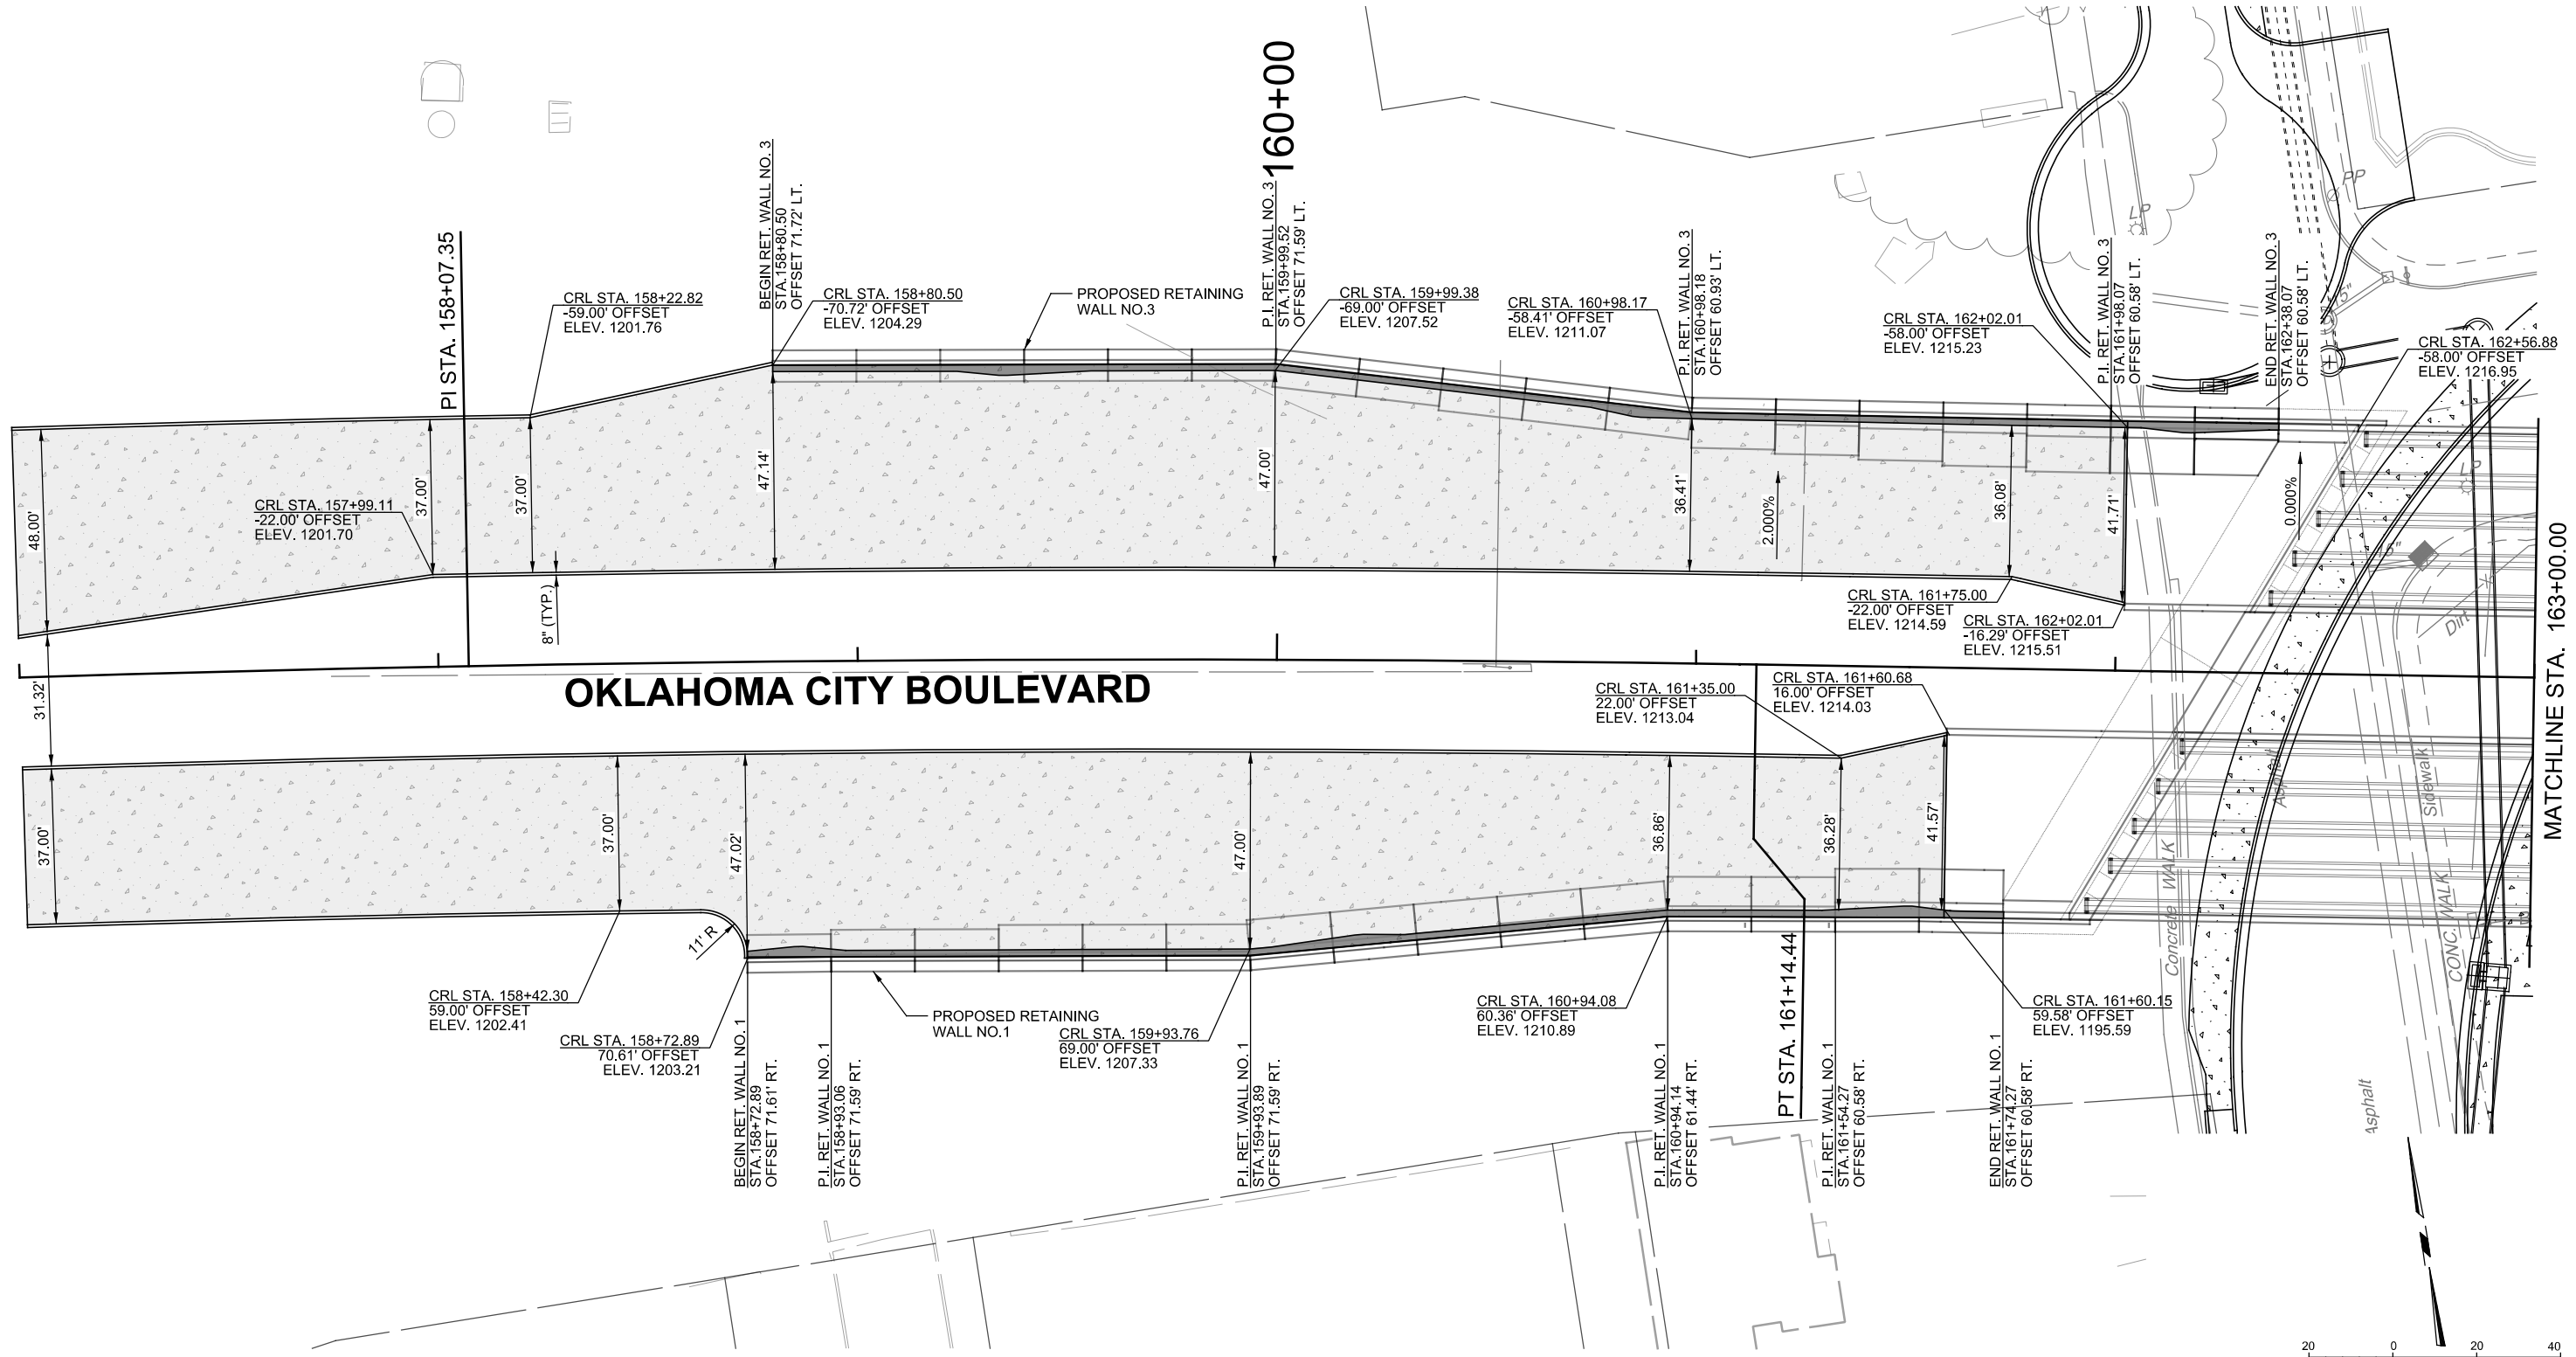 160+00
PI STA. 158+07.35
BEGIN RET. WALL NO. 3
STA.158+80.50
OFFSET 71.72' LT.
P.I. RET. WALL NO. 3
STA.159+99.52
OFFSET 71.59' LT.
P.I. RET. WALL NO. 3
STA.160+98.18
OFFSET 60.93' LT.
P.I. RET. WALL NO. 3
STA.161+98.07
OFFSET 60.58' LT.
END RET. WALL NO. 3
STA.162+38.07
OFFSET 60.58' LT.
PP
LP
CRL STA. 158+22.82
-59.00' OFFSET
ELEV. 1201.76
CRL STA. 158+80.50
-70.72' OFFSET
ELEV. 1204.29
PROPOSED RETAINING
WALL NO.3
CRL STA. 159+99.38
-69.00' OFFSET
ELEV. 1207.52
CRL STA. 160+98.17
-58.41' OFFSET
ELEV. 1211.07
CRL STA. 162+02.01
-58.00' OFFSET
ELEV. 1215.23
CRL STA. 162+56.88
-58.00' OFFSET
ELEV. 1216.95
CRL STA. 157+99.11
-22.00' OFFSET
ELEV. 1201.70
48.00'
37.00'
37.00'
47.14'
47.00'
36.41'
2.000%
36.08'
41.71'
0.000%
LP
Dirt
8" (TYP.)
CRL STA. 161+75.00
-22.00' OFFSET
ELEV. 1214.59
CRL STA. 162+02.01
-16.29' OFFSET
ELEV. 1215.51
MATCHLINE STA. 163+00.00
31.32'
OKLAHOMA CITY BOULEVARD
CRL STA. 161+35.00
22.00' OFFSET
ELEV. 1213.04
CRL STA. 161+60.68
16.00' OFFSET
ELEV. 1214.03
37.00'
37.00'
47.02'
47.00'
36.86'
36.28'
41.57'
Asphalt
Sidewalk
Concrete WALK
CONC. WALK
11' R
CRL STA. 158+42.30
59.00' OFFSET
ELEV. 1202.41
CRL STA. 158+72.89
70.61' OFFSET
ELEV. 1203.21
PROPOSED RETAINING
WALL NO.1
CRL STA. 159+93.76
69.00' OFFSET
ELEV. 1207.33
CRL STA. 160+94.08
60.36' OFFSET
ELEV. 1210.89
PT STA. 161+14.44
CRL STA. 161+60.15
59.58' OFFSET
ELEV. 1195.59
BEGIN RET. WALL NO. 1
STA.158+72.89
OFFSET 71.61' RT.
P.I. RET. WALL NO. 1
STA.158+93.06
OFFSET 71.59' RT.
P.I. RET. WALL NO. 1
STA.159+93.89
OFFSET 71.59' RT.
P.I. RET. WALL NO. 1
STA.160+94.14
OFFSET 61.44' RT.
P.I. RET. WALL NO. 1
STA.161+54.27
OFFSET 60.58' RT.
END RET. WALL NO. 1
STA.161+74.27
OFFSET 60.58' RT.
Asphalt
20 0 20 40